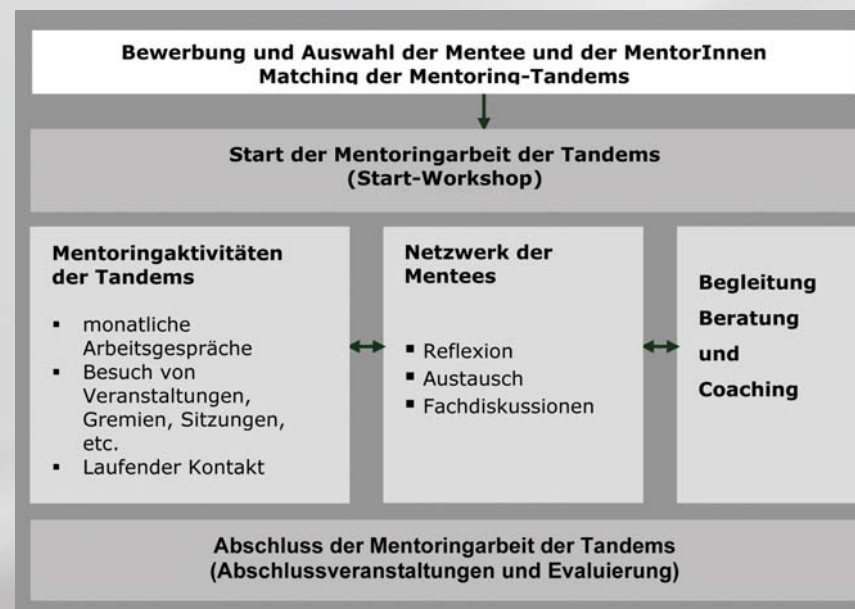 Bewerbung und Auswahl der Mentee und der MentorInnen
Matching der Mentoring-Tandems
Start der Mentoringarbeit der Tandems
(Start-Workshop)
Mentoringaktivitäten
der Tandems
▪ monatliche
Arbeitsgespräche
▪ Besuch von
Veranstaltungen,
Gremien, Sitzungen,
etc.
▪ Laufender Kontakt
Netzwerk der
Mentees
▪ Reflexion
▪ Austausch
▪ Fachdiskussionen
Begleitung
Beratung
und
Coaching
Abschluss der Mentoringarbeit der Tandems
(Abschlussveranstaltungen und Evaluierung)